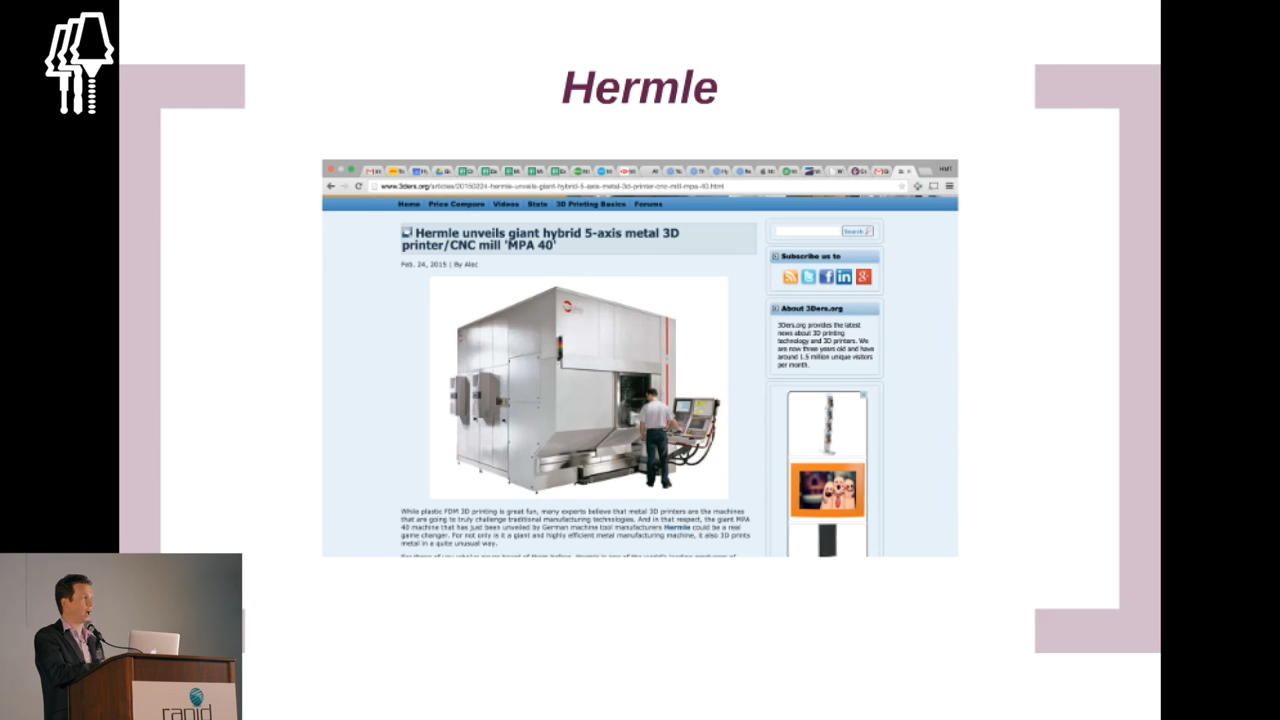 Hermle
www.3ders.org/articles/20150224-hermle-unveils-giant-hybrid-5-axis-metal-3d-printer-cnc-mill-mpa-40.html
HMT
Home Price Compare Videos Stats 3D Printing Basics Forums
Hermle unveils giant hybrid 5-axis metal 3D
printer/CNC mill 'MPA 40'
Feb. 24, 2015 | By Alec
While plastic FDM 3D printing is great fun, many experts believe that metal 3D printers are the machines
that are going to truly challenge traditional manufacturing technologies. And in that respect, the giant MPA
40 machine that has just been unveiled by German machine tool manufacturers Hermle could be a real
game changer. For not only is it a giant and highly efficient metal manufacturing machine, it also 3D prints
metal in a quite unusual way.
Search
Subscribe us to
About 3Ders.org
3Ders.org provides the latest
news about 3D printing
technology and 3D printers. We
are now three years old and have
around 1.5 million unique visitors
per month.
rapid